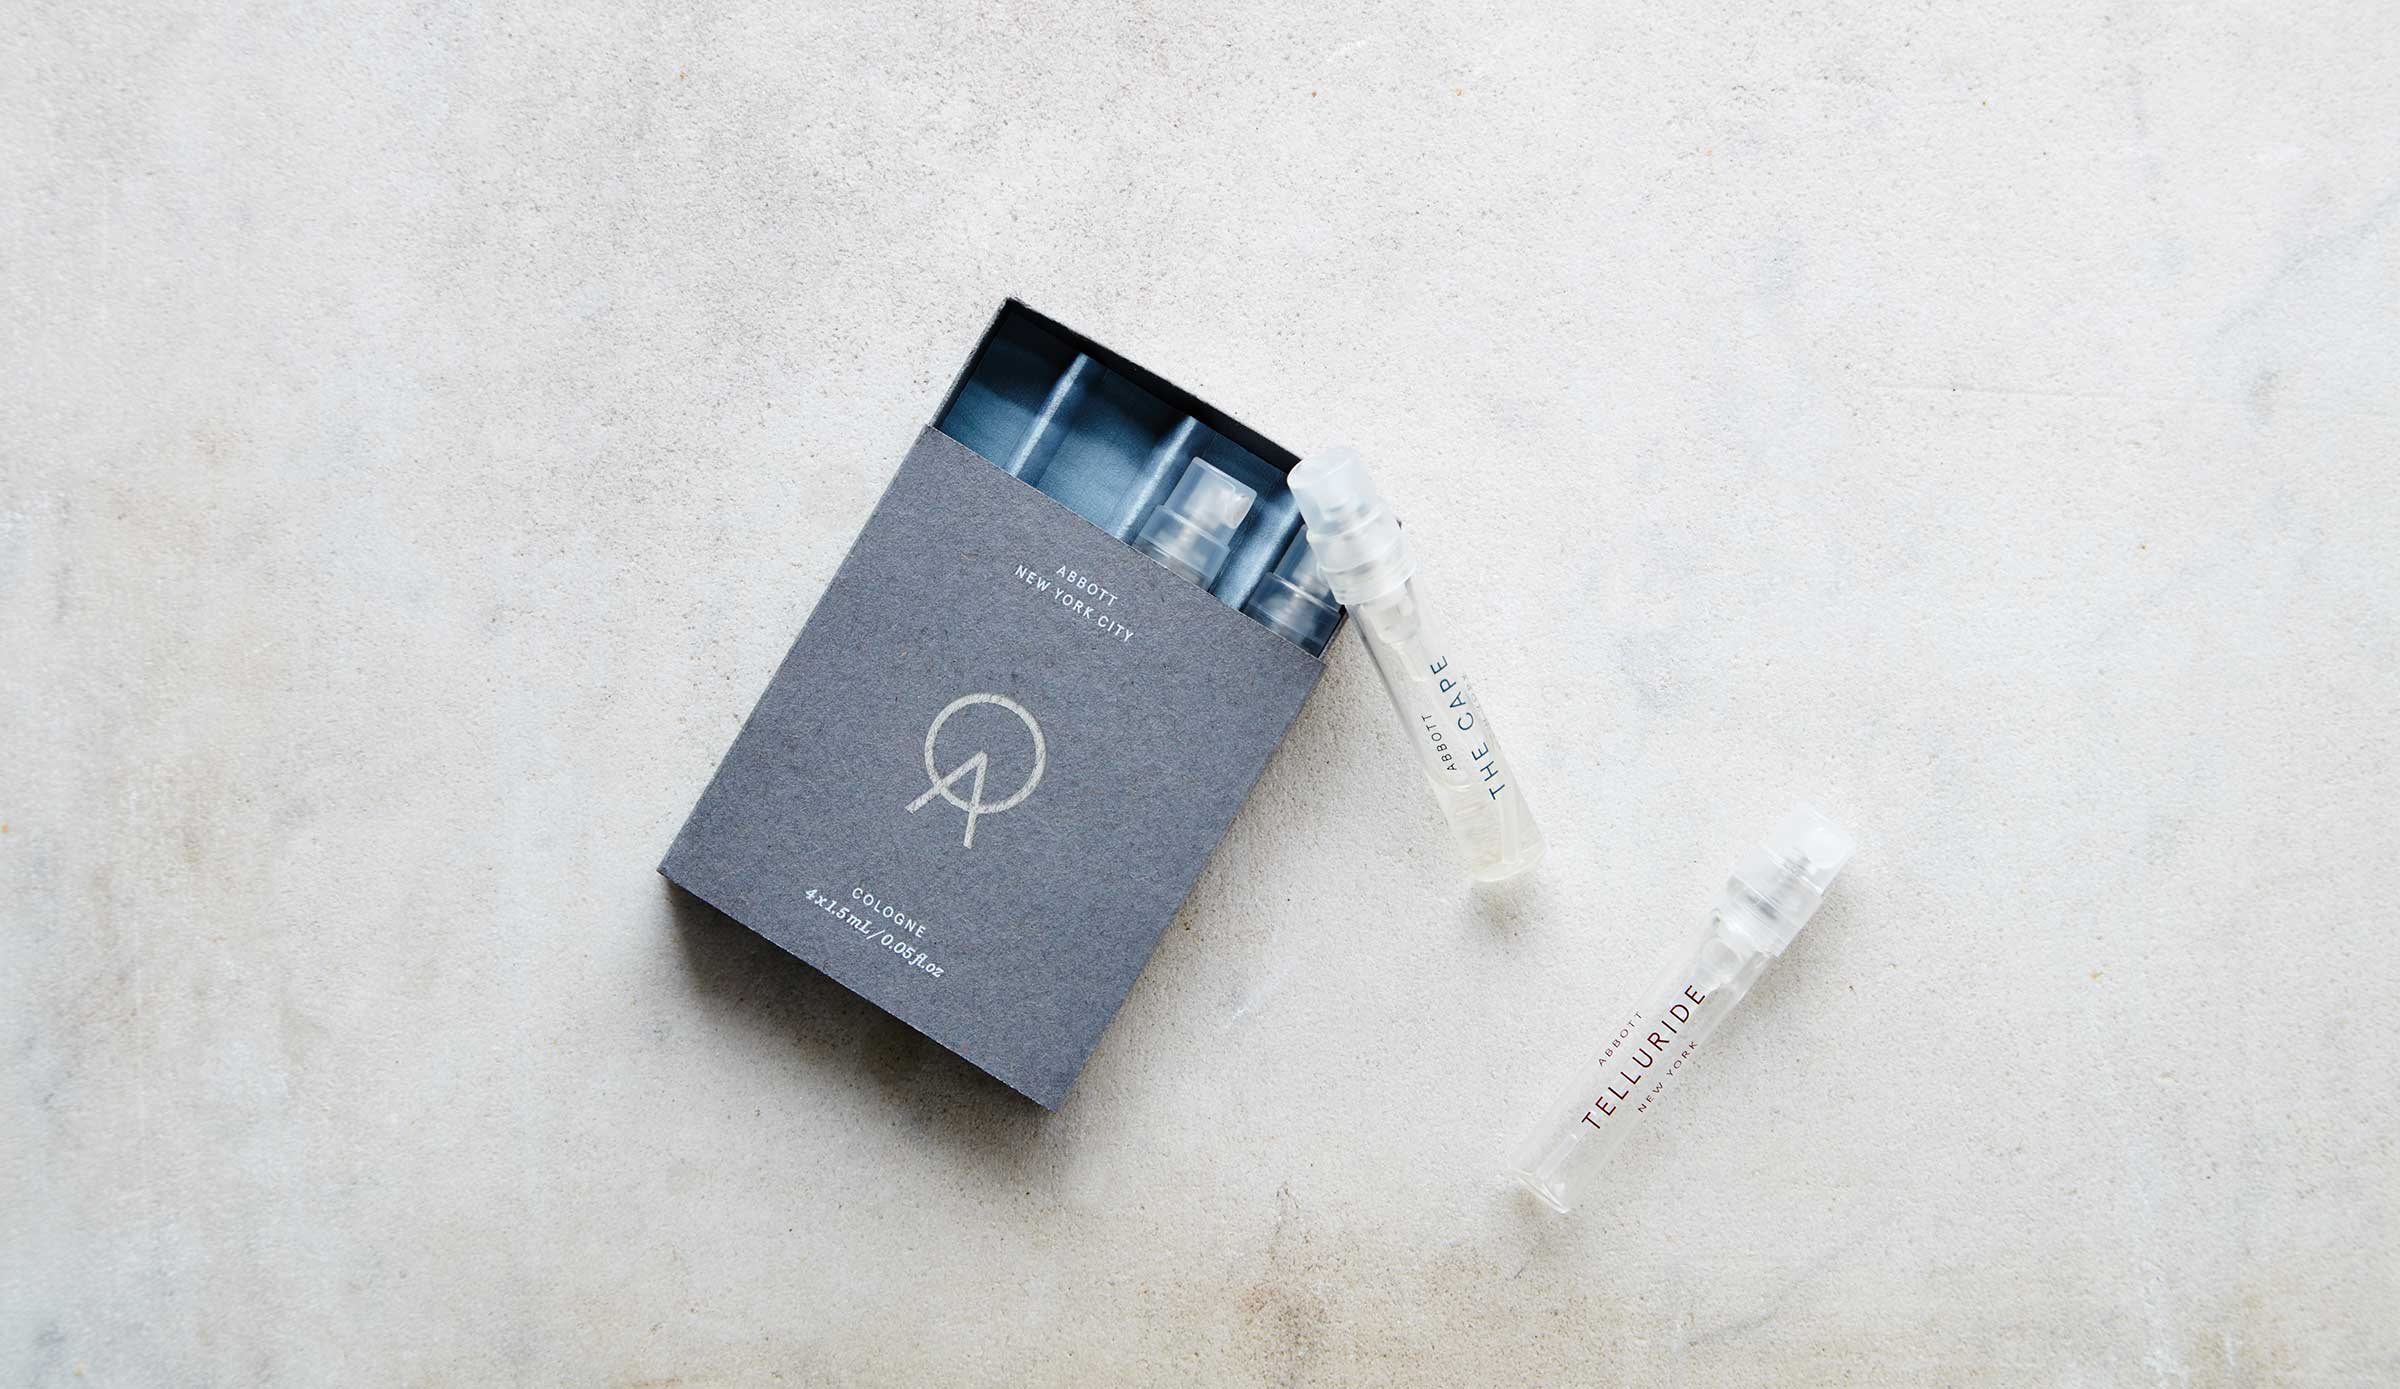 ABBOTT
NEW YORK CITY
COLOGNE
4 x 1.5 mL / 0.05 fl.oz
ABBOTT
THE CAPE
ABBOTT
TELLURIDE
NEW YORK